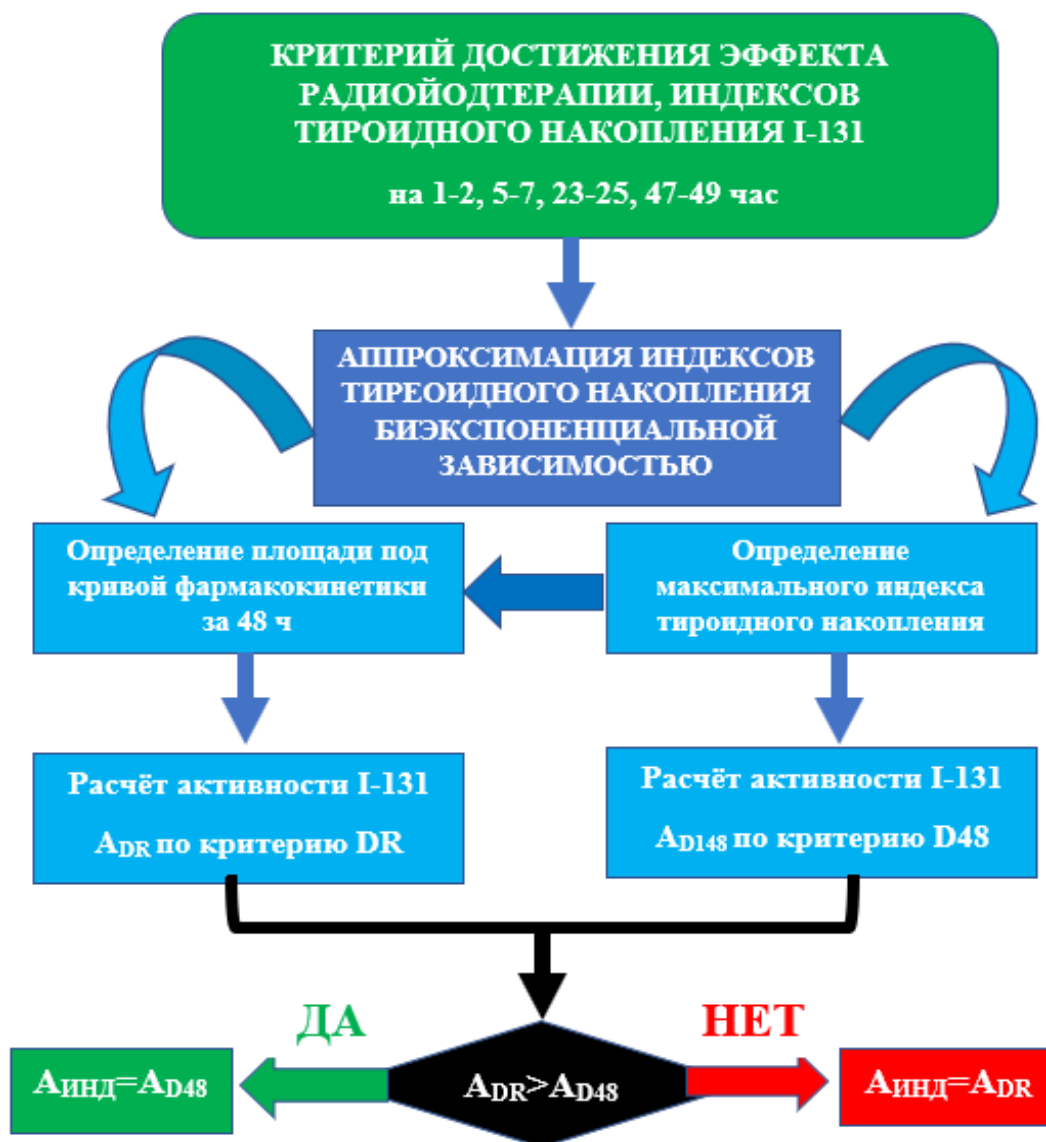 КРИТЕРИЙ ДОСТИЖЕНИЯ ЭФФЕКТА
РАДИОЙОДТЕРАПИИ, ИНДЕКСОВ
ТИРОИДНОГО НАКОПЛЕНИЯ I-131
на 1-2, 5-7, 23-25, 47-49 час
АППРОКСИМАЦИЯ ИНДЕКСОВ
ТИРЕОИДНОГО НАКОПЛЕНИЯ
БИЭКСПОНЕНЦИАЛЬНОЙ
ЗАВИСИМОСТЬЮ
Определение площади под
кривой фармакокинетики
за 48 ч
Определение
максимального индекса
тироидного накопления
Расчёт активности I-131
ADR по критерию DR
Расчёт активности I-131
AD148 по критерию D48
ДА
НЕТ
AИНД=AD48
ADR>AD48
AИНД=ADR